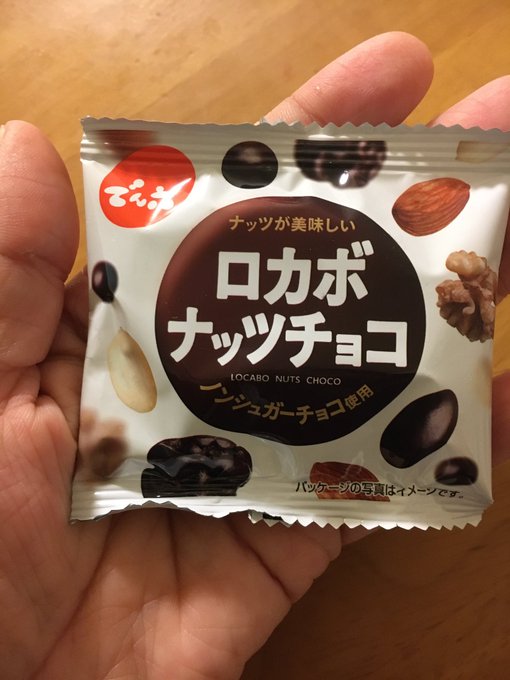 でん六
ナッツが美味しい
ロカボ
ナッツチョコ
LOCABO NUTS CHOCO
ノンシュガーチョコ使用
パッケージの写真はイメージです。